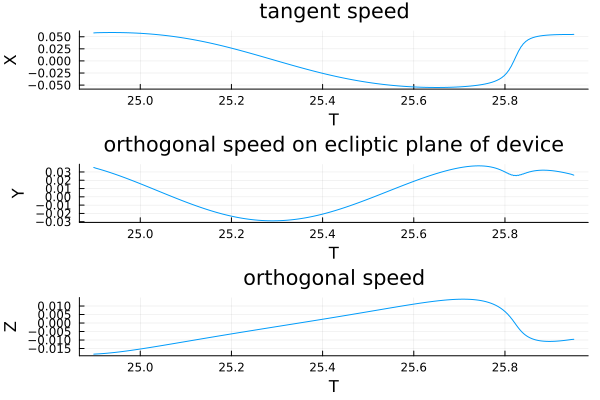 tangent speed
0.050
0.025
0.000
−0.025
−0.050
X
25.0 25.2 25.4 25.6 25.8
T
orthogonal speed on ecliptic plane of device
0.03
0.02
0.01
0.00
−0.01
−0.02
−0.03
Y
25.0 25.2 25.4 25.6 25.8
T
orthogonal speed
0.010
0.005
0.000
−0.005
−0.010
−0.015
Z
25.0 25.2 25.4 25.6 25.8
T